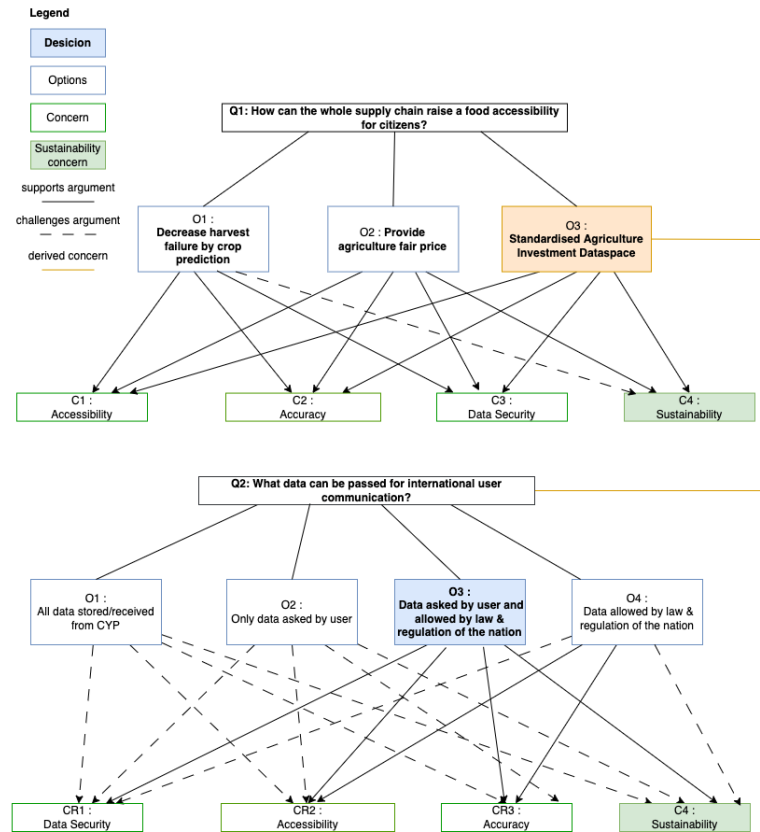 Legend
Desicion
Options
Concern
Sustainability
concern
supports argument
challenges argument
derived concern
Q1: How can the whole supply chain raise a food accessibility
for citizens?
O1 :
Decrease harvest
failure by crop
prediction
O2 : Provide
agriculture fair price
O3 :
Standardised Agriculture
Investment Dataspace
C1 :
Accessibility
C2 :
Accuracy
C3 :
Data Security
C4 :
Sustainability
Q2: What data can be passed for international user
communication?
O1 :
All data stored/received
from CYP
O2 :
Only data asked by user
O3 :
Data asked by user and
allowed by law &
regulation of the nation
O4 :
Data allowed by law &
regulation of the nation
CR1 :
Data Security
CR2 :
Accessibility
CR3 :
Accuracy
C4 :
Sustainability